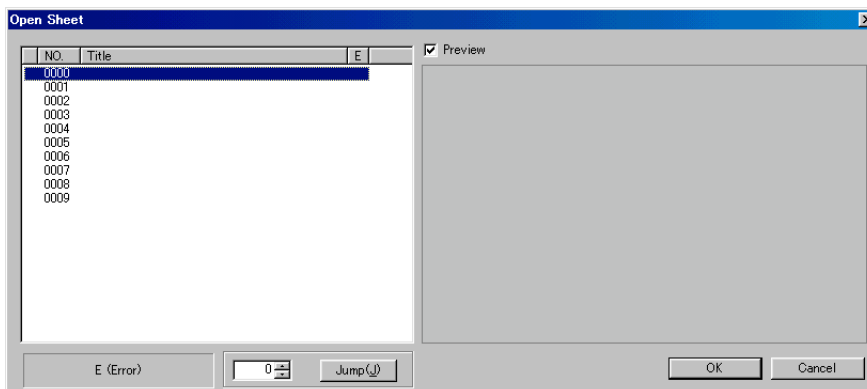 Open Sheet
NO. Title E
0000
0001
0002
0003
0004
0005
0006
0007
0008
0009
Preview
E (Error)
0
Jump(J)
OK
Cancel